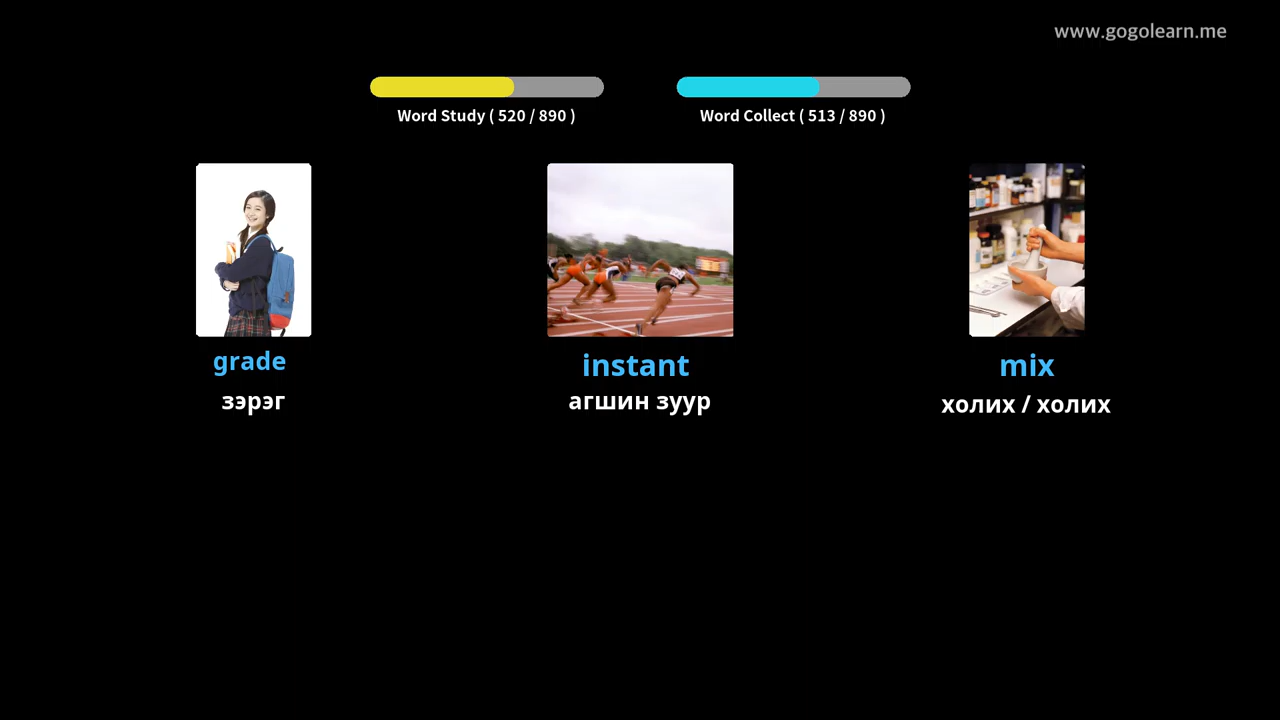 www.gogolearn.me
Word Study ( 520 / 890 )
Word Collect ( 513 / 890 )
grade
instant
mix
зэрэг
агшин зуур
холих / холих